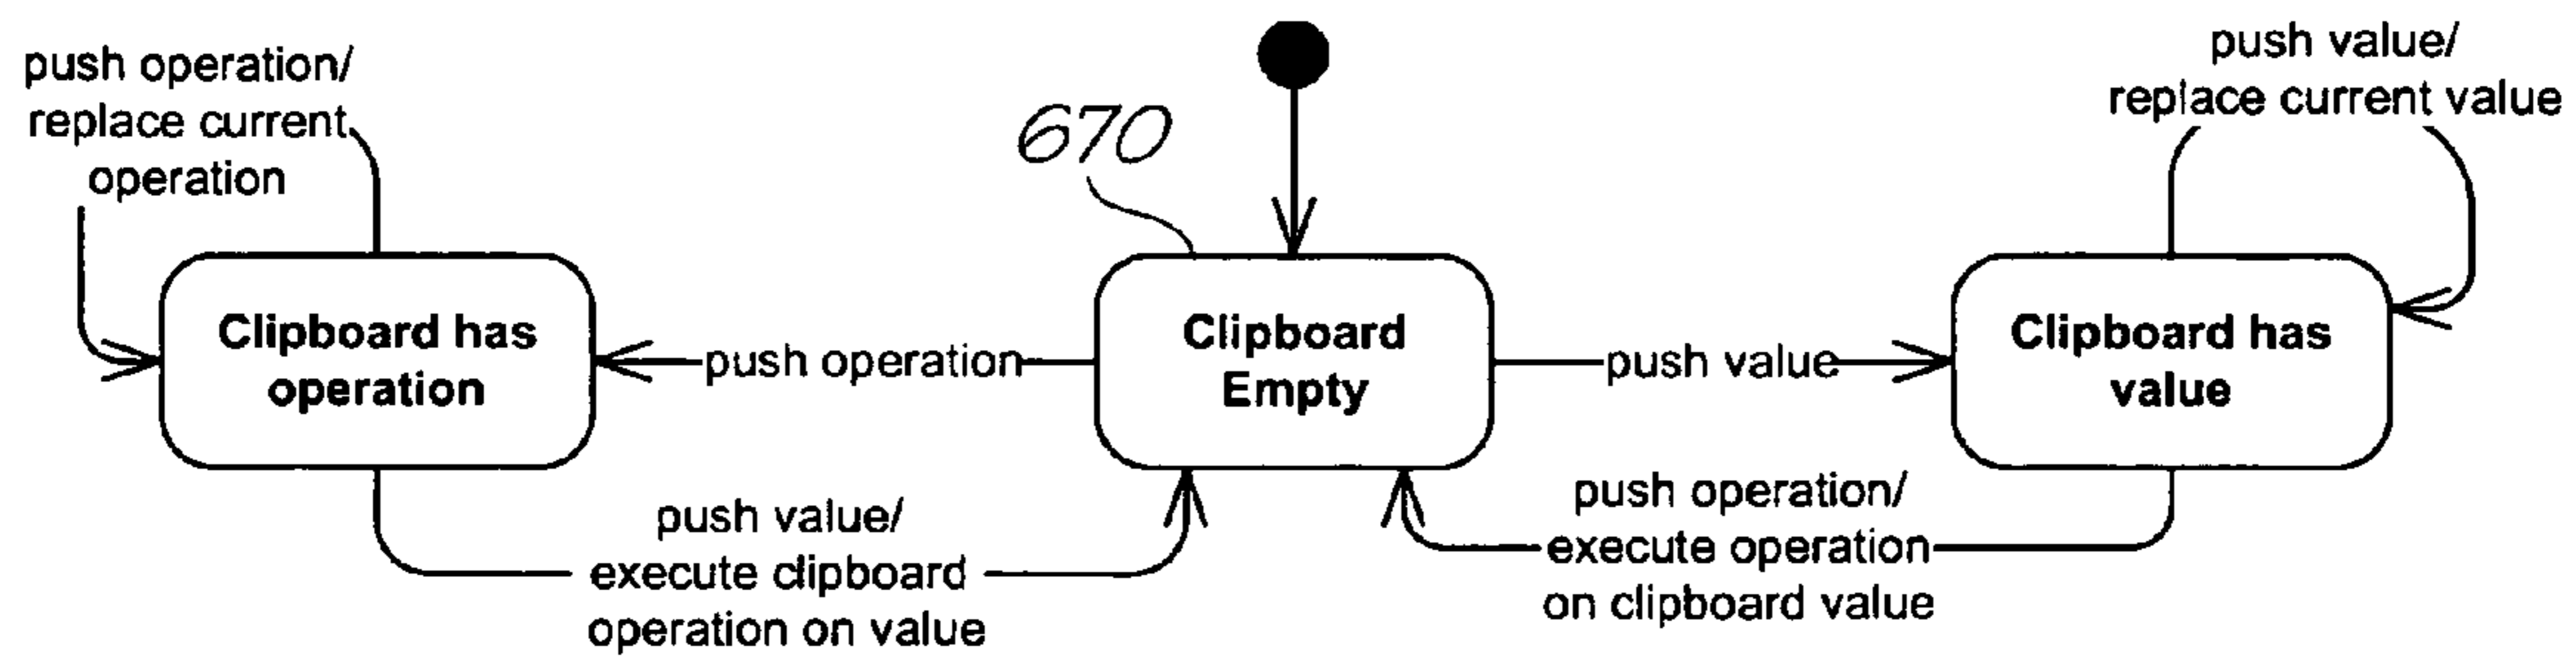 push operation/
replace current
operation
670
push value/
replace current value
Clipboard has
operation
push operation
Clipboard
Empty
push value
Clipboard has
value
push value/
execute clipboard
operation on value
push operation/
execute operation
on clipboard value